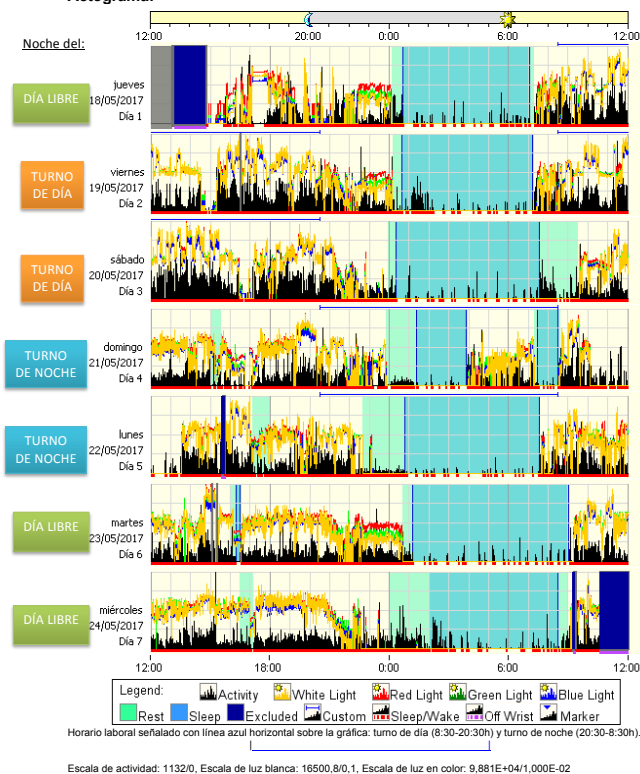 Actograma:
12:00 20:00 0:00 6:00 12:00
Noche del:
DÍA LIBRE
jueves
18/05/2017
Día 1
TURNO
DE DÍA
viernes
19/05/2017
Día 2
TURNO
DE DÍA
sábado
20/05/2017
Día 3
TURNO
DE NOCHE
domingo
21/05/2017
Día 4
TURNO
DE NOCHE
lunes
22/05/2017
Día 5
DÍA LIBRE
martes
23/05/2017
Día 6
DÍA LIBRE
miércoles
24/05/2017
Día 7
12:00 18:00 0:00 6:00 12:00
Legend: Activity White Light Red Light Green Light Blue Light
Rest Sleep Excluded Custom Sleep/Wake Off Wrist Marker
Horario laboral señalado con línea azul horizontal sobre la gráfica: turno de día (8:30-20:30h) y turno de noche (20:30-8:30h).
Escala de actividad: 1132/0, Escala de luz blanca: 16500,8/0,1, Escala de luz en color: 9,881E+04/1,000E-02